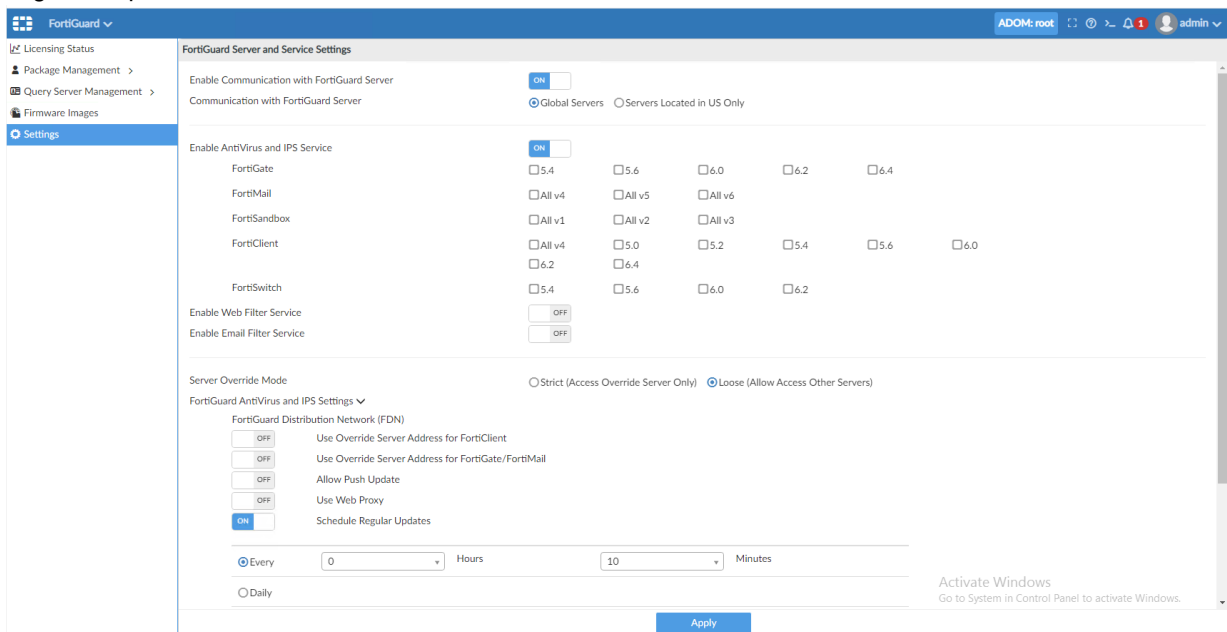 FortiGuard
ADOM: root
1
admin
Licensing Status
Package Management
Query Server Management
Firmware Images
Settings
FortiGuard Server and Service Settings
Enable Communication with FortiGuard Server ON
Communication with FortiGuard Server Global Servers Servers Located in US Only
Enable AntiVirus and IPS Service ON
FortiGate 5.4 5.6 6.0 6.2 6.4
FortiMail All v4 All v5 All v6
FortiSandbox All v1 All v2 All v3
FortiClient All v4 5.0 5.2 5.4 5.6 6.0
6.2 6.4
FortiSwitch 5.4 5.6 6.0 6.2
Enable Web Filter Service OFF
Enable Email Filter Service OFF
Server Override Mode Strict (Access Override Server Only) Loose (Allow Access Other Servers)
FortiGuard AntiVirus and IPS Settings
FortiGuard Distribution Network (FDN)
OFF Use Override Server Address for FortiClient
OFF Use Override Server Address for FortiGate/FortiMail
OFF Allow Push Update
OFF Use Web Proxy
ON Schedule Regular Updates
Every 0 Hours 10 Minutes
Daily
Activate Windows
Go to System in Control Panel to activate Windows.
Apply